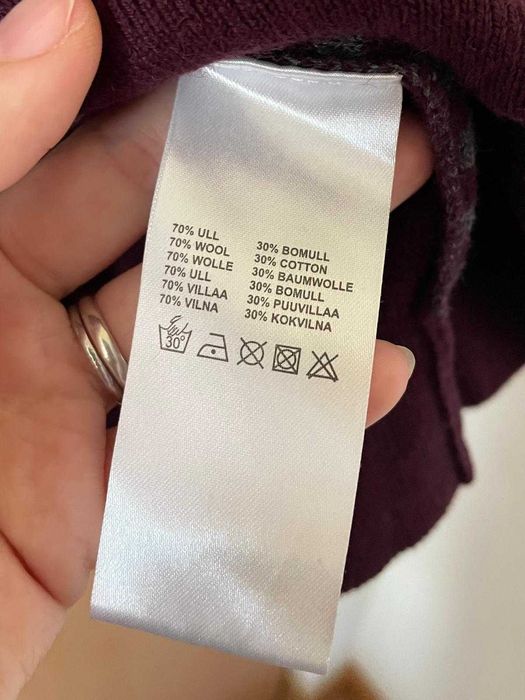 70% ULL
70% WOOL
70% WOLLE
70% ULL
70% VILLAA
70% VILNA
30% BOMULL
30% COTTON
30% BAUMWOLLE
30% BOMULL
30% PUUVILLAA
30% KOKVILNA
30°